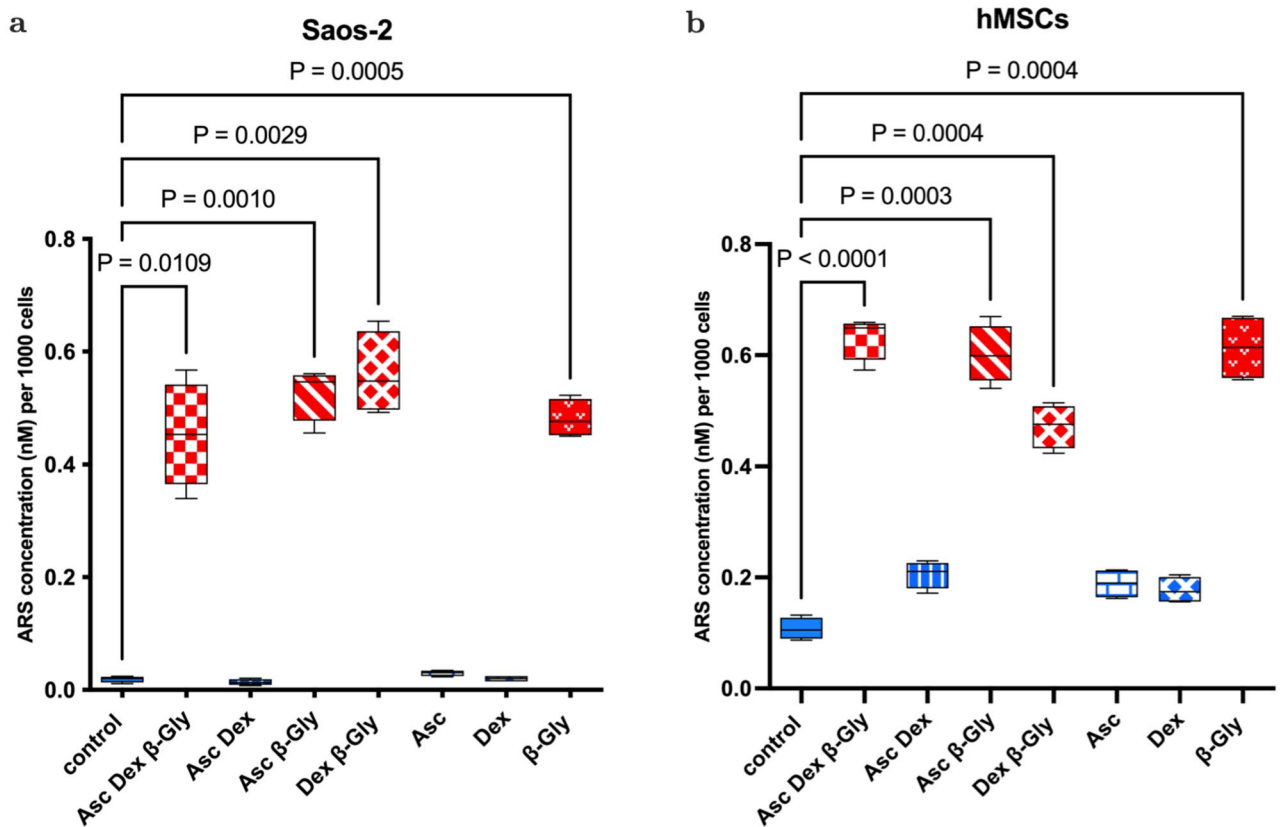 a
Saos-2
P = 0.0005
P = 0.0029
P = 0.0010
P = 0.0109
0.8
0.6
0.4
0.2
0.0
ARS concentration (nM) per 1000 cells
control
Asc Dex β-Gly
Asc Dex
Asc β-Gly
Dex β-Gly
Asc
Dex
β-Gly
b
hMSCs
P = 0.0004
P = 0.0004
P = 0.0003
P < 0.0001
0.8
0.6
0.4
0.2
0.0
ARS concentration (nM) per 1000 cells
control
Asc Dex β-Gly
Asc Dex
Asc β-Gly
Dex β-Gly
Asc
Dex
β-Gly